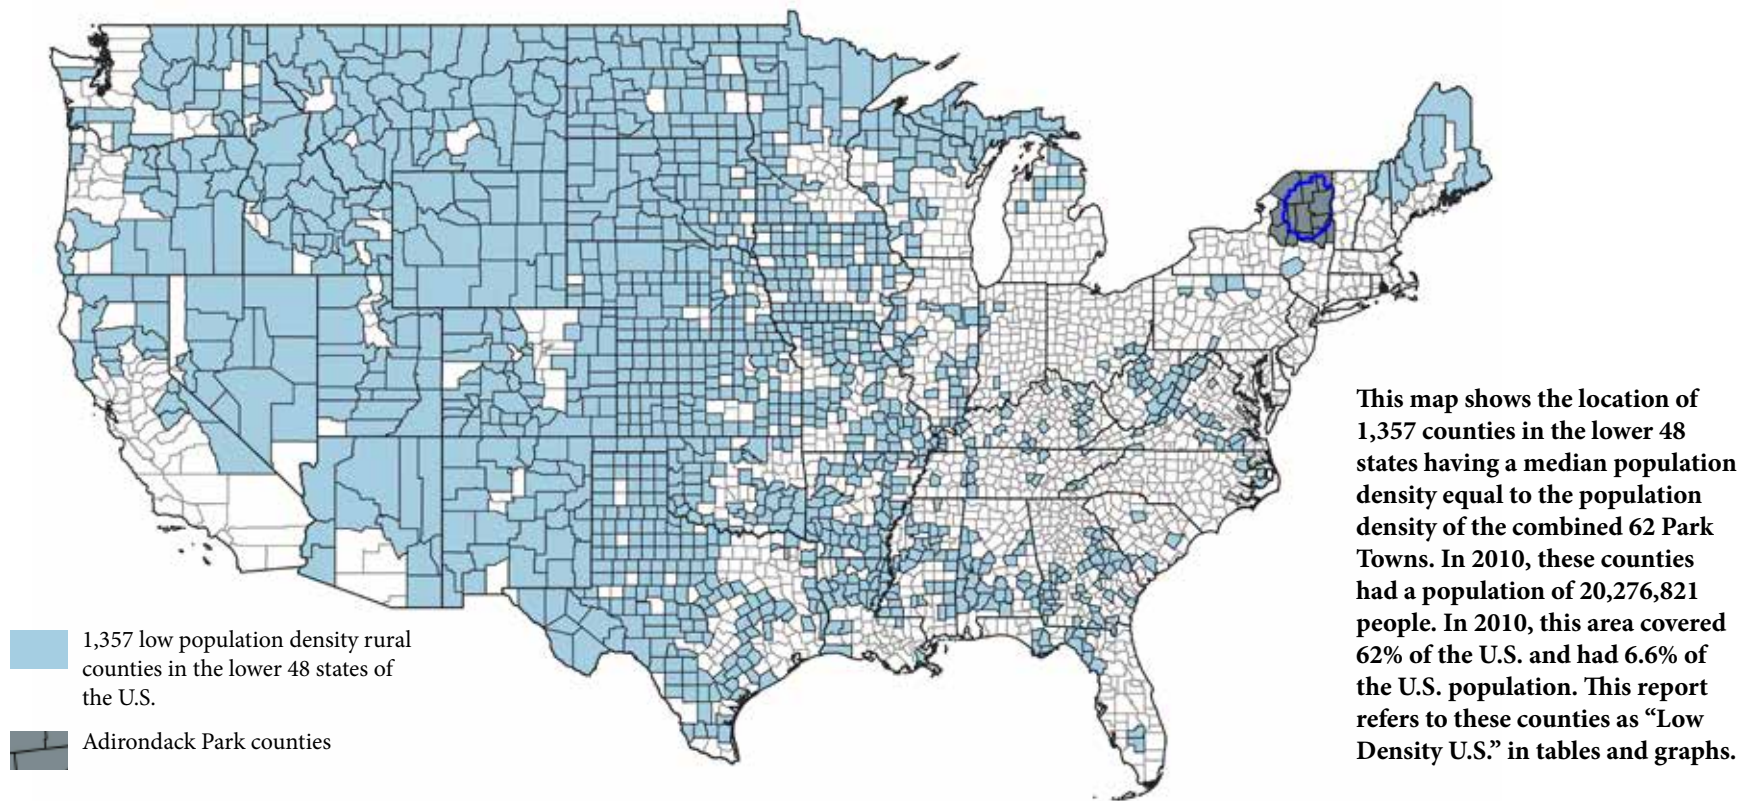 This map shows the location of
1,357 counties in the lower 48
states having a median population
density equal to the population
density of the combined 62 Park
Towns. In 2010, these counties
had a population of 20,276,821
people. In 2010, this area covered
62% of the U.S. and had 6.6% of
the U.S. population. This report
refers to these counties as “Low
Density U.S.” in tables and graphs.
1,357 low population density rural
counties in the lower 48 states of
the U.S.
Adirondack Park counties